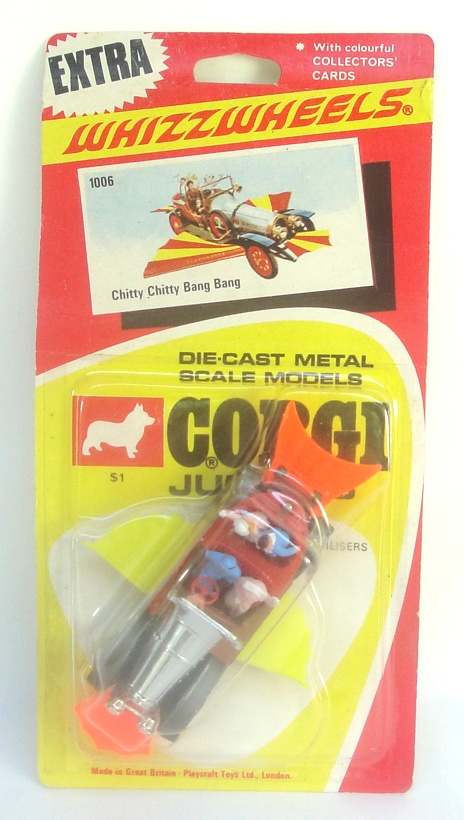 EXTRA
* With colourful
COLLECTORS'
CARDS
WHIZZWHEELS®
1006
Chitty Chitty Bang Bang
DIE-CAST METAL
SCALE MODELS
CORGI®
$1
Made in Great Britain · Playcraft Toys Ltd., London.